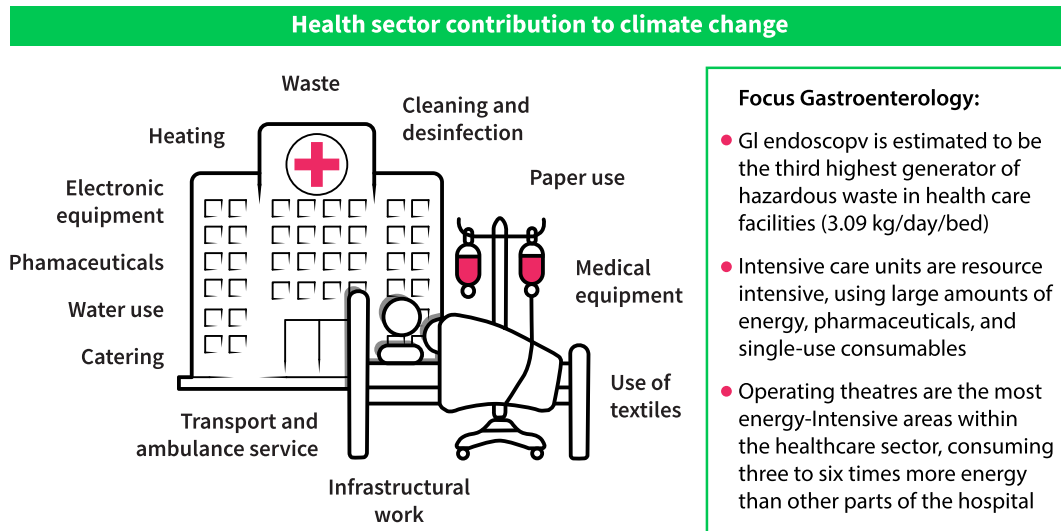 Health sector contribution to climate change
Waste
Cleaning and
desinfection
Heating
Paper use
Electronic
equipment
Phamaceuticals
Medical
equipment
Water use
Catering
Use of
textiles
Transport and
ambulance service
Infrastructural
work
Focus Gastroenterology:
• Gl endoscopv is estimated to be
the third highest generator of
hazardous waste in health care
facilities (3.09 kg/day/bed)
• Intensive care units are resource
intensive, using large amounts of
energy, pharmaceuticals, and
single-use consumables
• Operating theatres are the most
energy-Intensive areas within
the healthcare sector, consuming
three to six times more energy
than other parts of the hospital